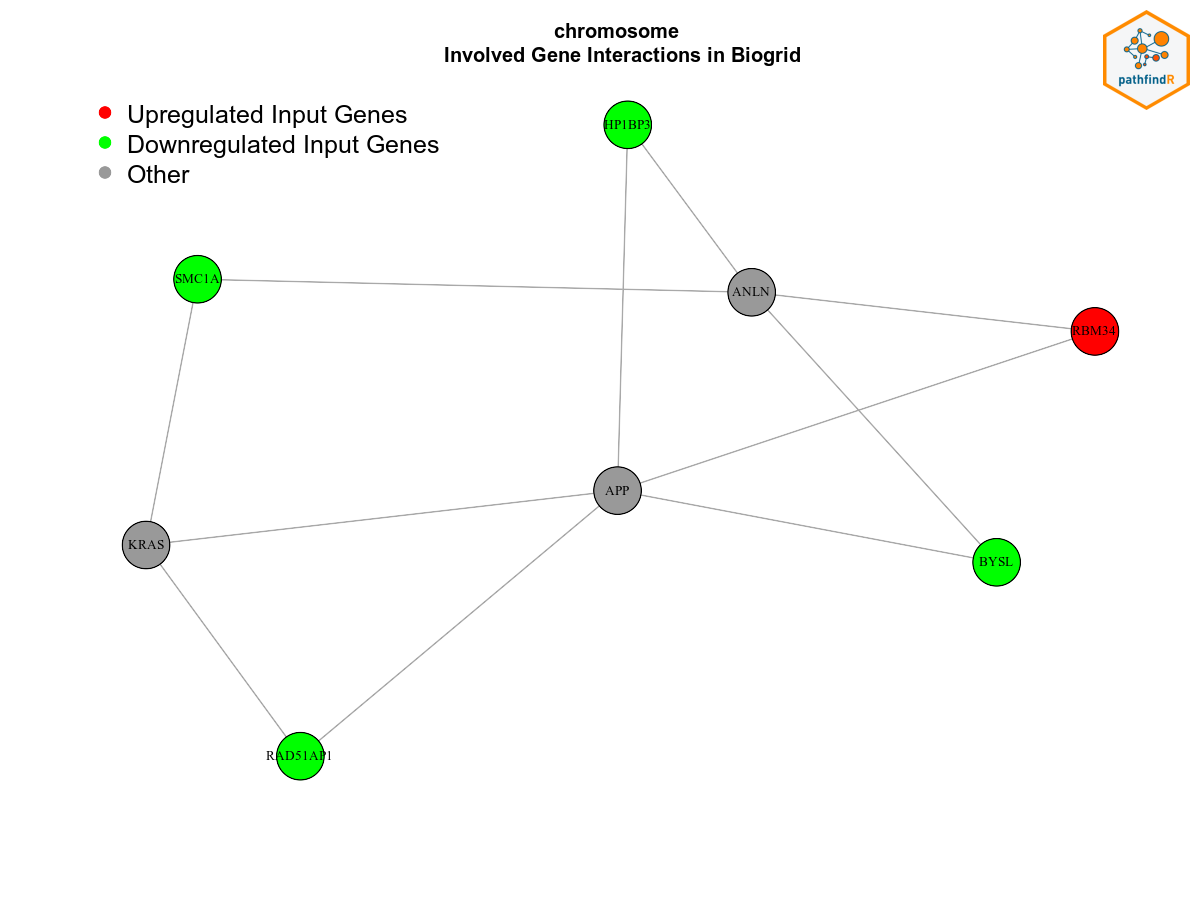 chromosome
Involved Gene Interactions in Biogrid
pathfindR
Upregulated Input Genes
Downregulated Input Genes
Other
HP1BP3
SMC1A
ANLN
RBM34
APP
KRAS
BYSL
RAD51AP1